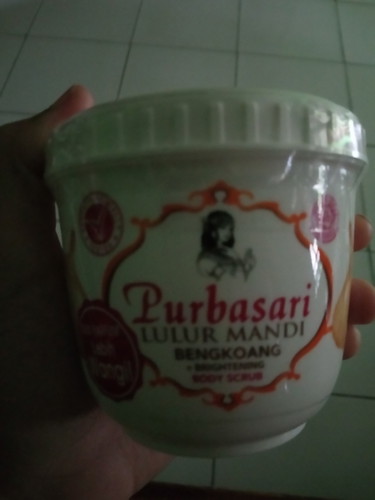 Purbasari
LULUR MANDI
BENGKOANG
+ BRIGHTENING
BODY SCRUB